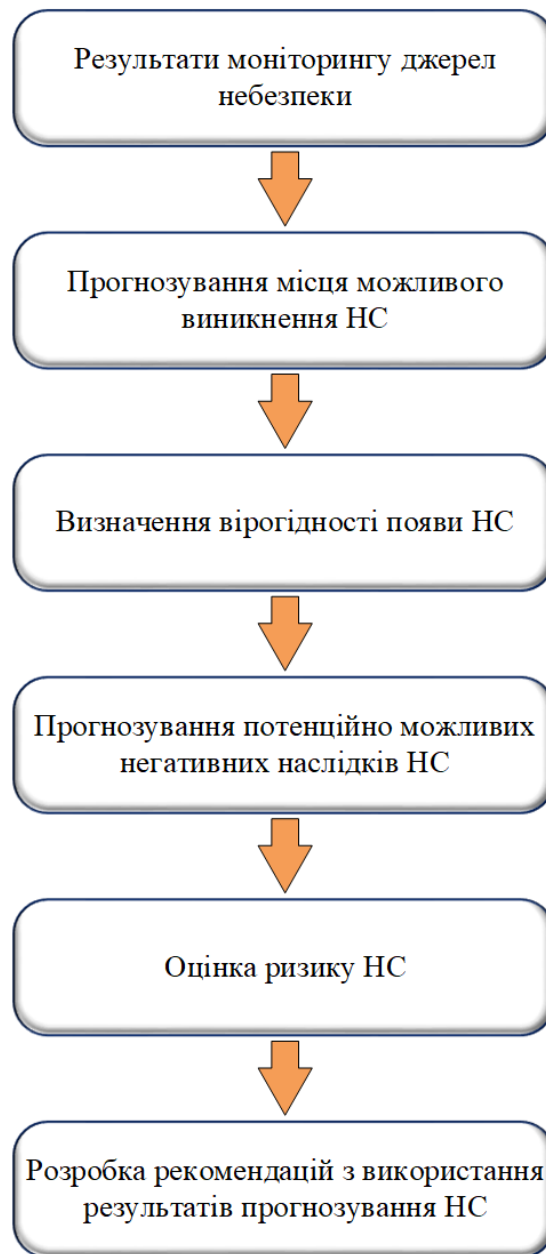 Результати моніторингу джерел
небезпеки
Прогнозування місця можливого
виникнення НС
Визначення вірогідності появи НС
Прогнозування потенційно можливих
негативних наслідків НС
Оцінка ризику НС
Розробка рекомендацій з використання
результатів прогнозування НС